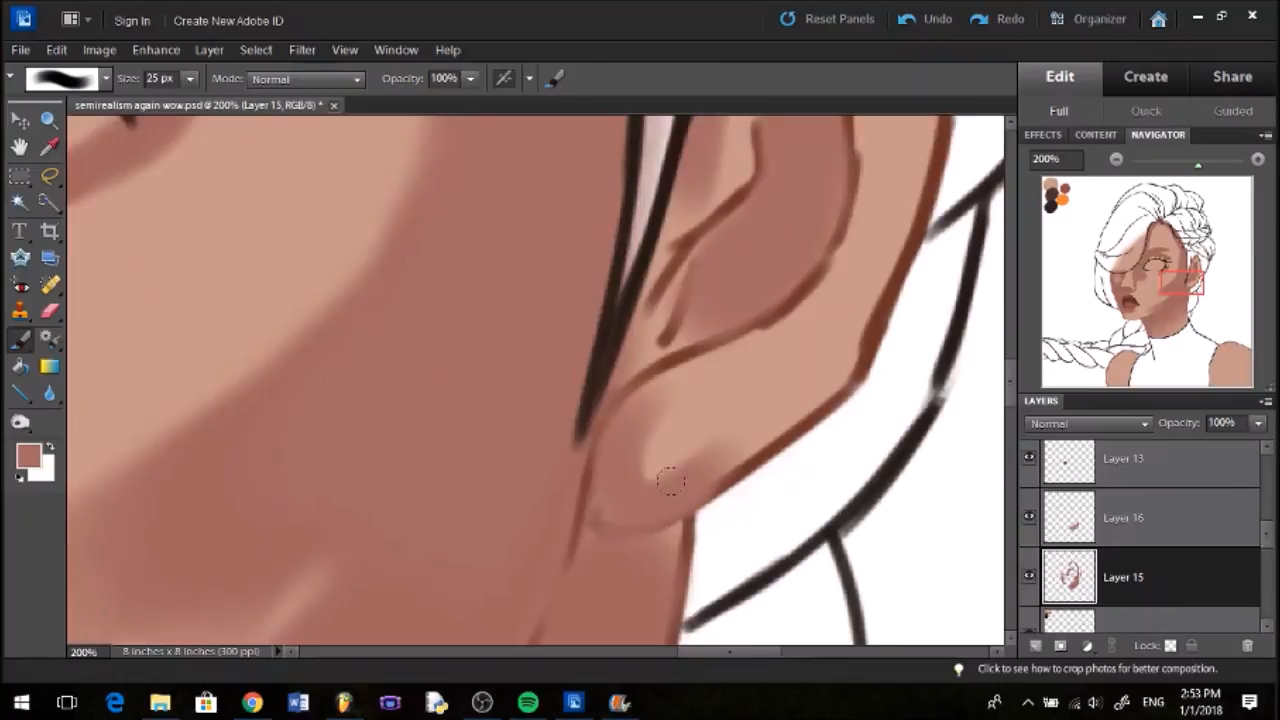 Sign In Create New Adobe ID Reset Panels Undo Redo Organizer
File Edit Image Enhance Layer Select Filter View Window Help
Size: 25 px Mode: Normal Opacity: 100% Edit Create Share
semirealism again wow.psd @ 200% (Layer 15, RGB/8) * Full Quick Guided
EFFECTS CONTENT NAVIGATOR
200%
LAYERS
Normal Opacity: 100%
Layer 13
Layer 16
Layer 15
200% 8 inches x 8 inches (300 ppi) Lock:
Click to see how to crop photos for better composition.
ENG 2:53 PM
1/1/2018